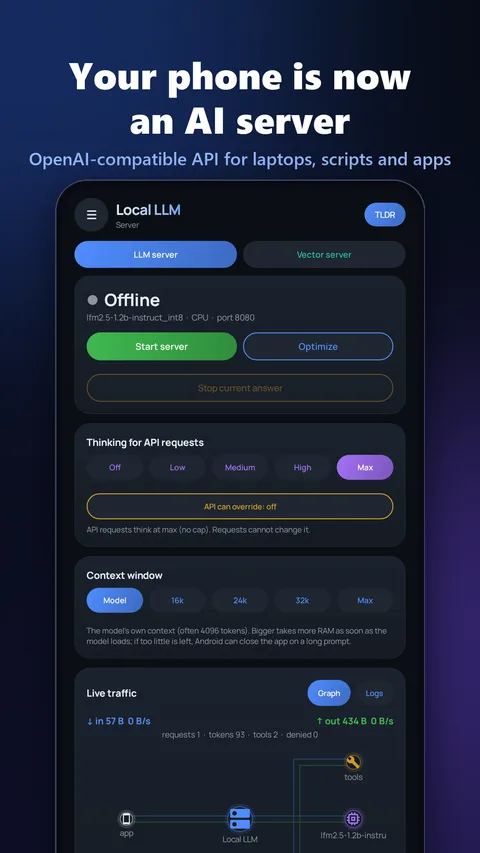 Your phone is now
an AI server
OpenAI-compatible API for laptops, scripts and apps
Local LLM
Server
TLDR
LLM server
Vector server
Offline
lfm2.5-1.2b-instruct_int8 · CPU · port 8080
Start server
Optimize
Stop current answer
Thinking for API requests
Off
Low
Medium
High
Max
API can override: off
API requests think at max (no cap). Requests cannot change it.
Context window
Model
16k
24k
32k
Max
The model's own context (often 4096 tokens). Bigger takes more RAM as soon as the
model loads; if too little is left, Android can close the app on a long prompt.
Live traffic
Graph
Logs
↓ in 57 B 0 B/s
↑ out 434 B 0 B/s
requests 1 · tokens 93 · tools 2 · denied 0
tools
app
Local LLM
lfm2.5-1.2b-instru